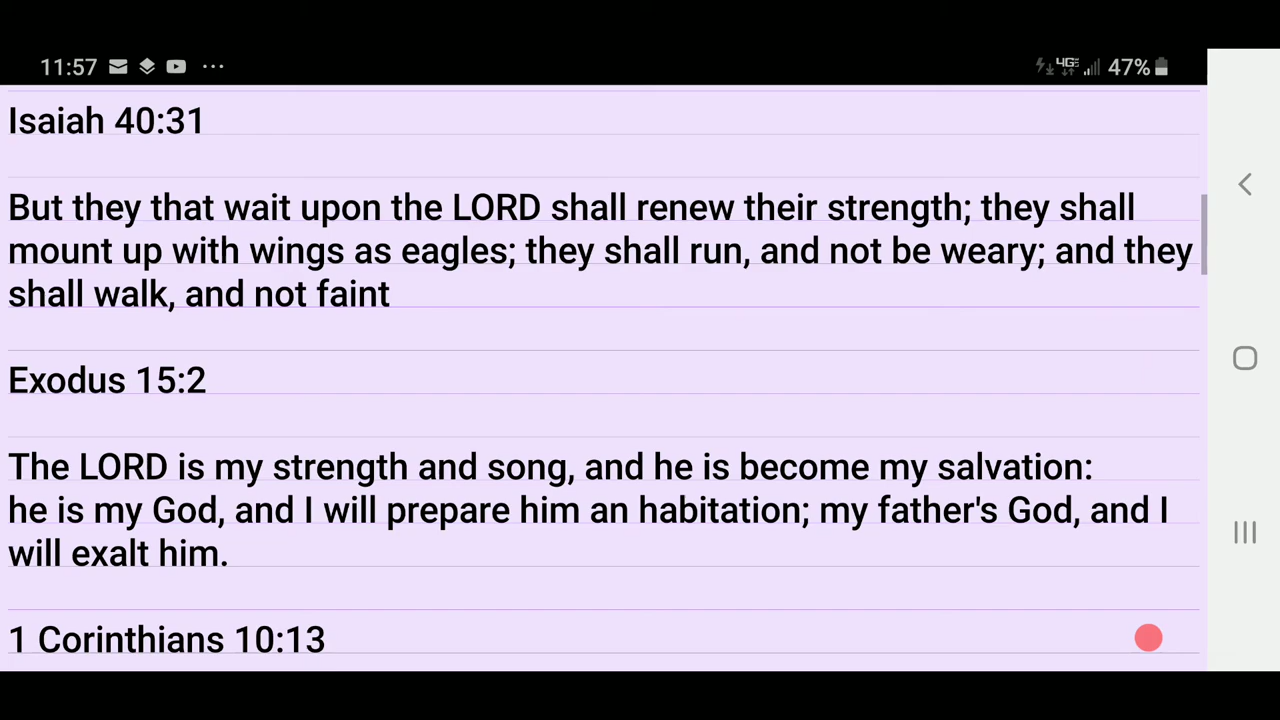 11:57
4G
47%
Isaiah 40:31
But they that wait upon the LORD shall renew their strength; they shall
mount up with wings as eagles; they shall run, and not be weary; and they
shall walk, and not faint
Exodus 15:2
The LORD is my strength and song, and he is become my salvation:
he is my God, and I will prepare him an habitation; my father's God, and I
will exalt him.
1 Corinthians 10:13